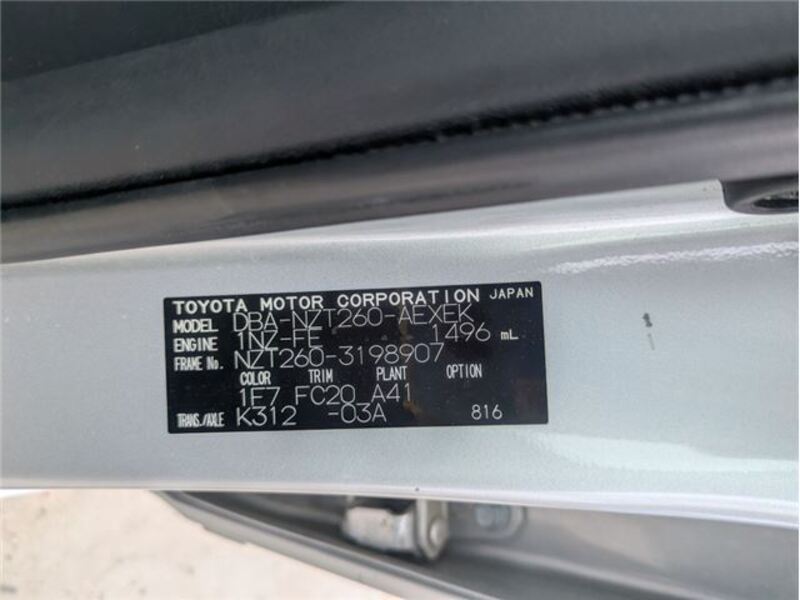 TOYOTA MOTOR CORPORATION JAPAN
MODEL DBA-NZT260-AEXEK
ENGINE 1NZ-FE 1496 mL
FRAME No. NZT260-3198907
COLOR TRIM PLANT OPTION
1F7 FC20 A41
TRANS./AXLE K312 -03A 816